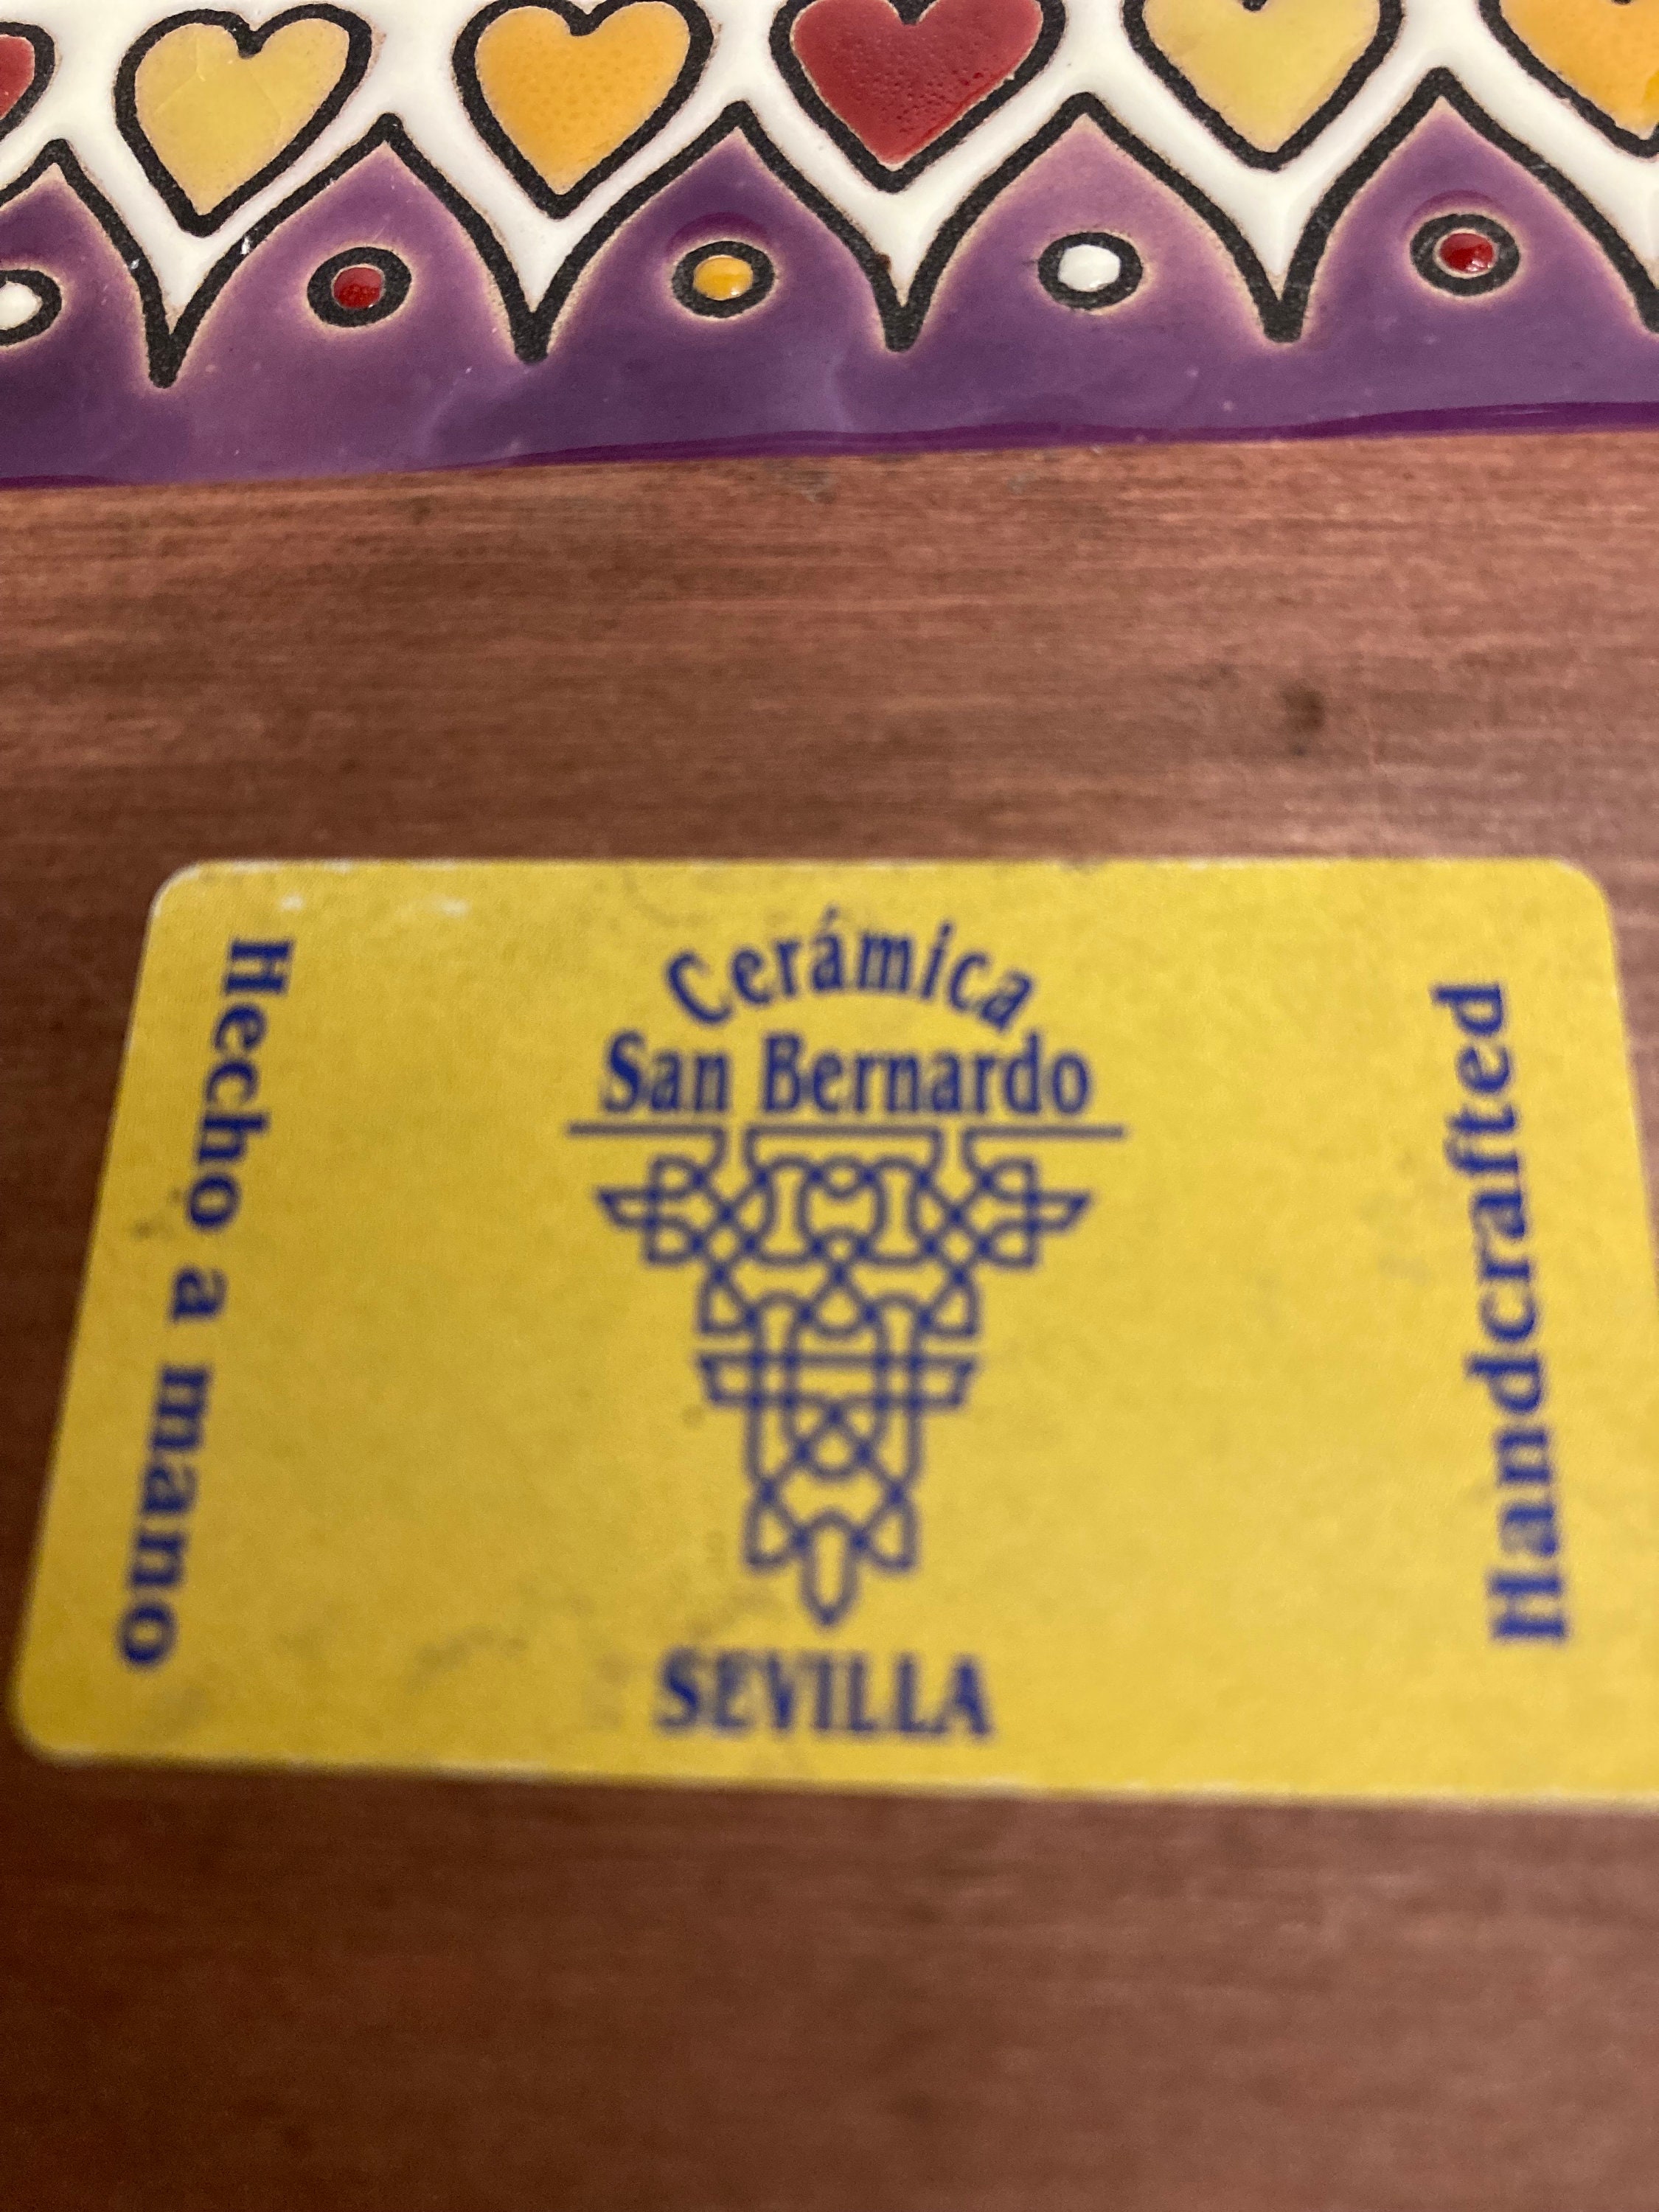 Hecho a mano
Cerámica
San Bernardo
SEVILLA
Handcrafted